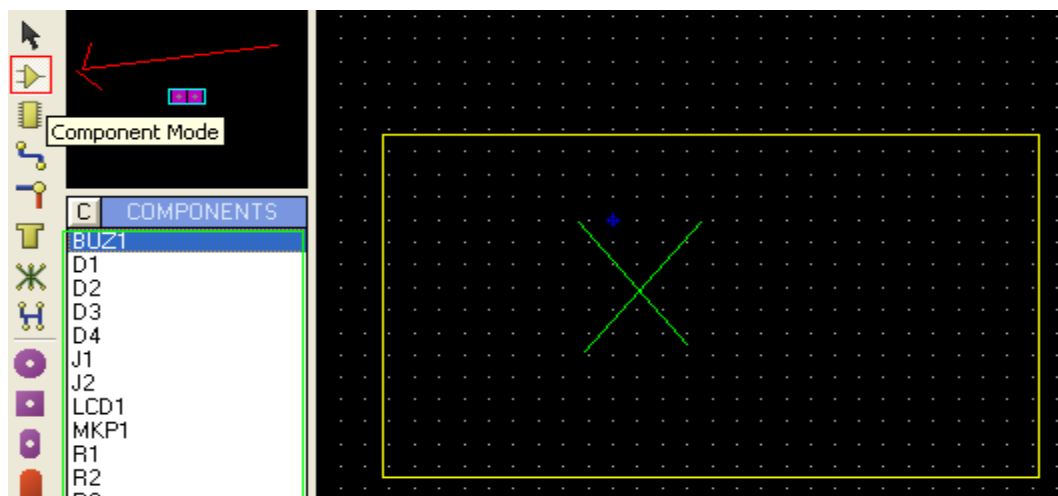 Component Mode
C COMPONENTS
BUZ1
D1
D2
D3
D4
J1
J2
LCD1
MKP1
R1
R2